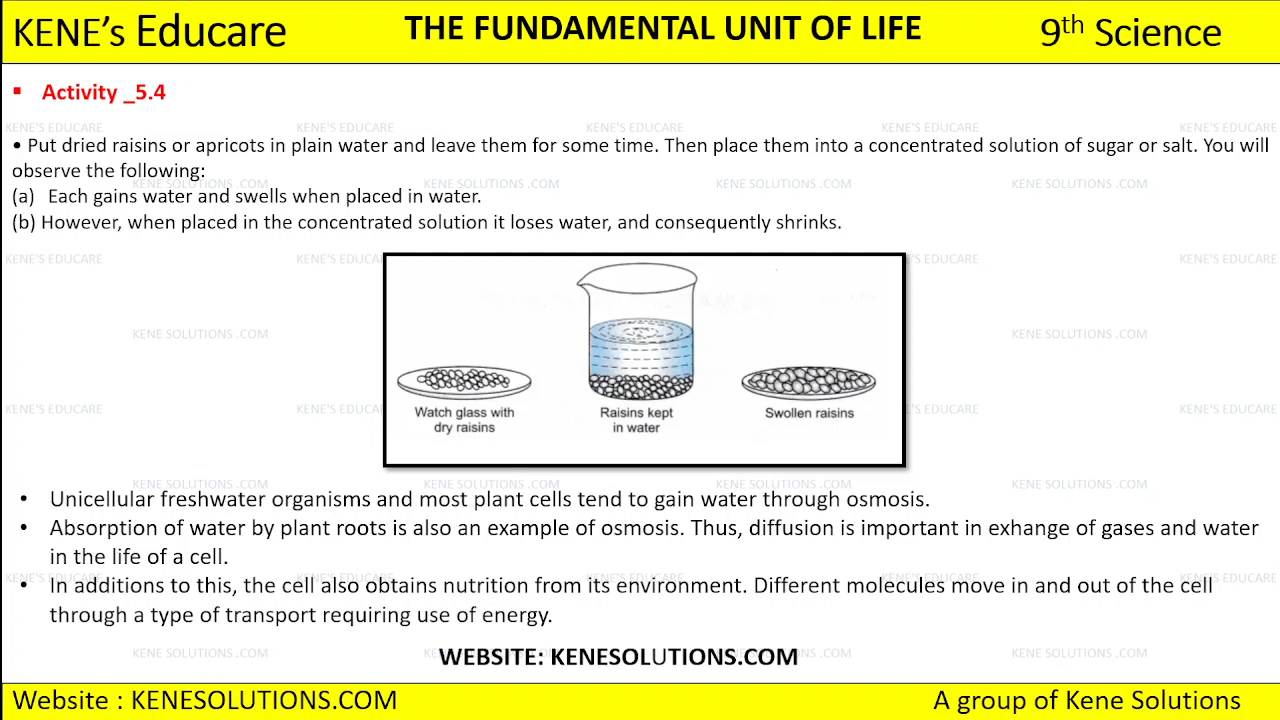 KENE's Educare
THE FUNDAMENTAL UNIT OF LIFE
9th Science
▪ Activity _5.4
• Put dried raisins or apricots in plain water and leave them for some time. Then place them into a concentrated solution of sugar or salt. You will
observe the following:
(a) Each gains water and swells when placed in water.
(b) However, when placed in the concentrated solution it loses water, and consequently shrinks.
Watch glass with
dry raisins
Raisins kept
in water
Swollen raisins
• Unicellular freshwater organisms and most plant cells tend to gain water through osmosis.
• Absorption of water by plant roots is also an example of osmosis. Thus, diffusion is important in exhange of gases and water
in the life of a cell.
• In additions to this, the cell also obtains nutrition from its environment. Different molecules move in and out of the cell
through a type of transport requiring use of energy.
WEBSITE: KENESOLUTIONS.COM
Website : KENESOLUTIONS.COM
A group of Kene Solutions
KENE'S EDUCARE
KENE SOLUTIONS .COM